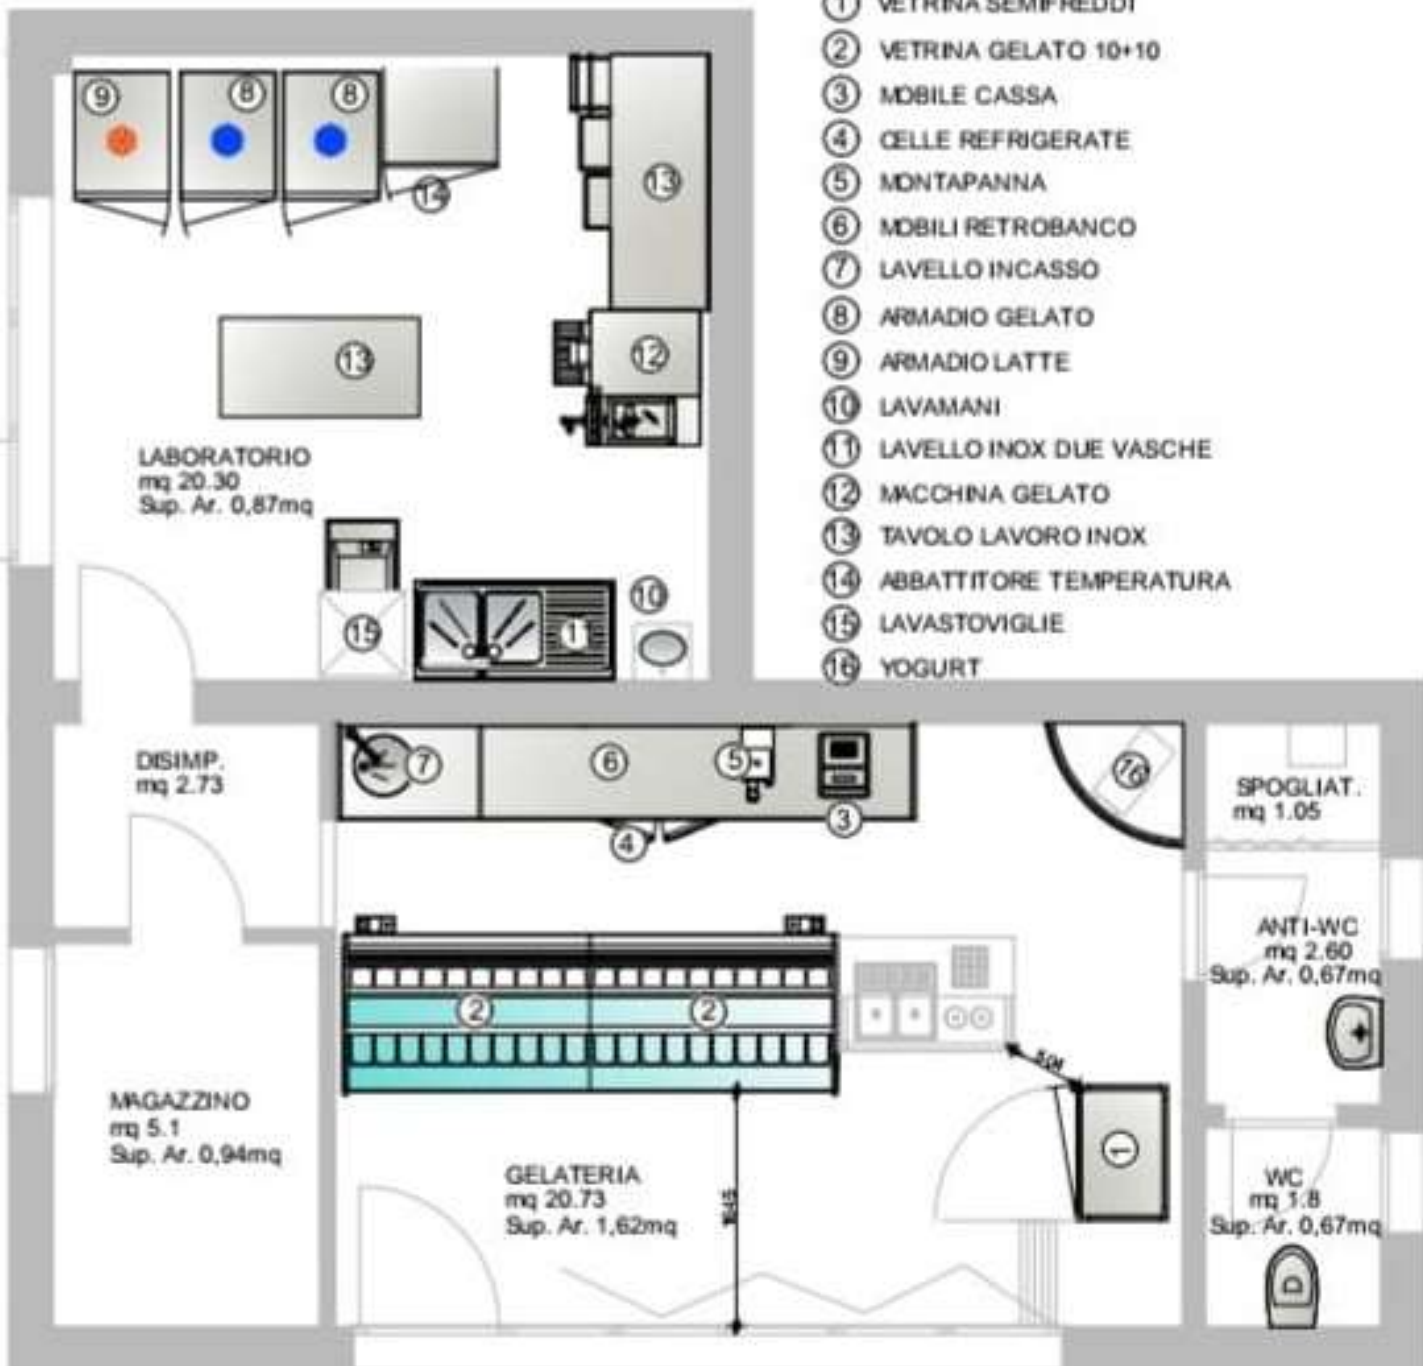 1 VETRINA SEMIFREDDI
2 VETRINA GELATO 10+10
3 MOBILE CASSA
4 CELLE REFRIGERATE
5 MONTAPANNA
6 MOBILI RETROBANCO
7 LAVELLO INCASSO
8 ARMADIO GELATO
9 ARMADIO LATTE
10 LAVAMANI
11 LAVELLO INOX DUE VASCHE
12 MACCHINA GELATO
13 TAVOLO LAVORO INOX
14 ABBATTITORE TEMPERATURA
15 LAVASTOVIGLIE
16 YOGURT
9
8
8
14
13
12
13
LABORATORIO
mq 20.30
Sup. Ar. 0,87mq
10
15
1
DISIMP.
mq 2.73
7
6
5
3
4
16
SPOGLIAT.
mq 1.05
ANTI-WC
mq 2.60
Sup. Ar. 0,67mq
2
2
MAGAZZINO
mq 5.1
Sup. Ar. 0,94mq
GELATERIA
mq 20.73
Sup. Ar. 1,62mq
1
WC
mq 1.8
Sup. Ar. 0,67mq
D